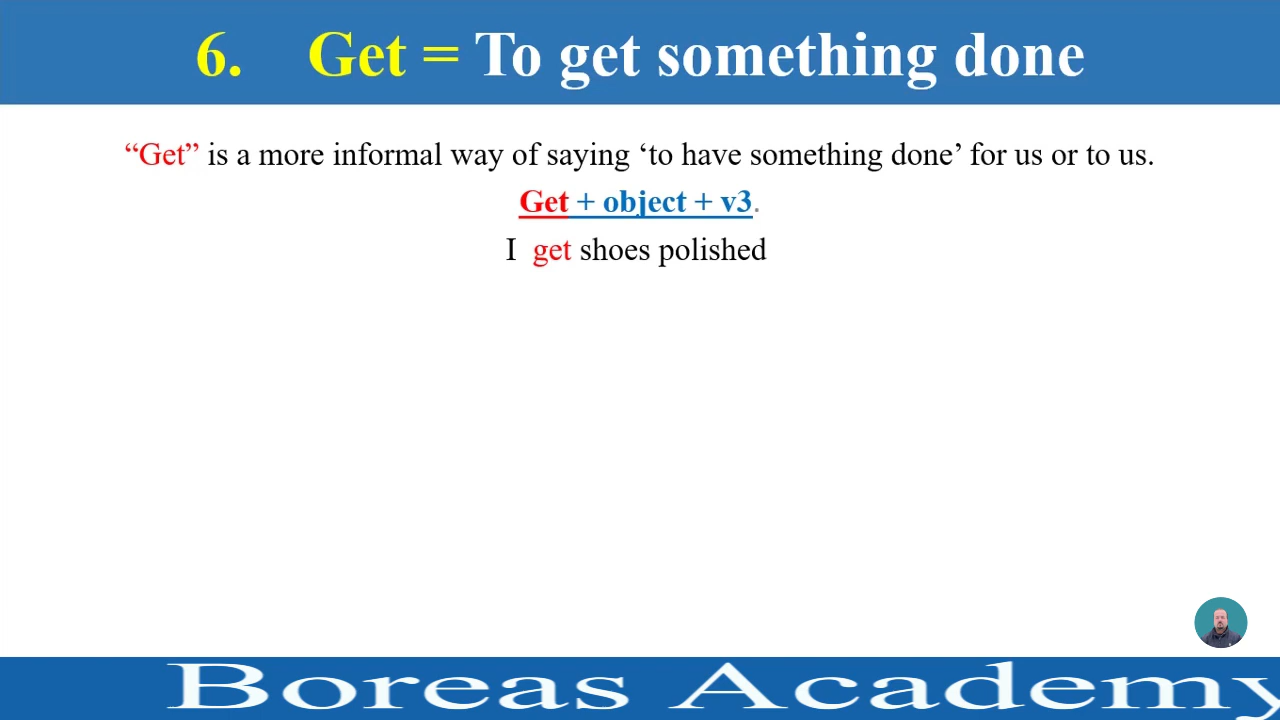 6. Get = To get something done
“Get” is a more informal way of saying ‘to have something done’ for us or to us.
Get + object + v3.
I get shoes polished
Boreas Academy